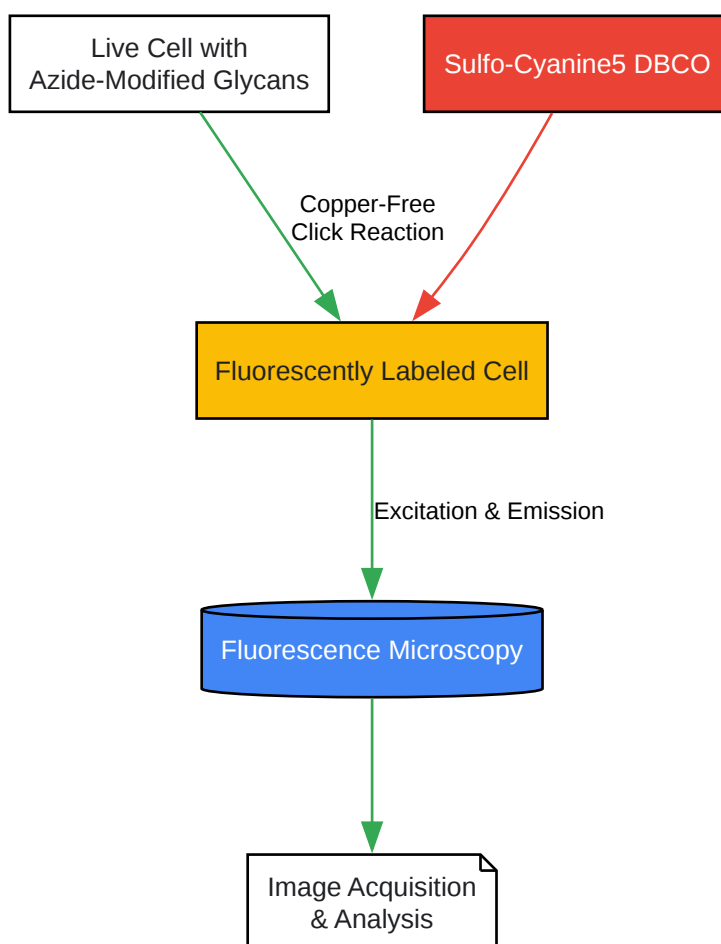 Live Cell with
Azide-Modified Glycans
Sulfo-Cyanine5 DBCO
Copper-Free
Click Reaction
Fluorescently Labeled Cell
Excitation & Emission
Fluorescence Microscopy
Image Acquisition
& Analysis